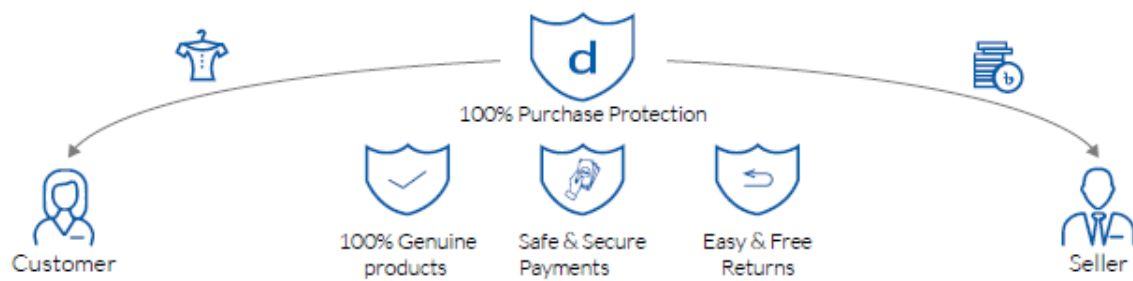 d
৳
100% Purchase Protection
100% Genuine
products
Safe & Secure
Payments
Easy & Free
Returns
Customer
Seller